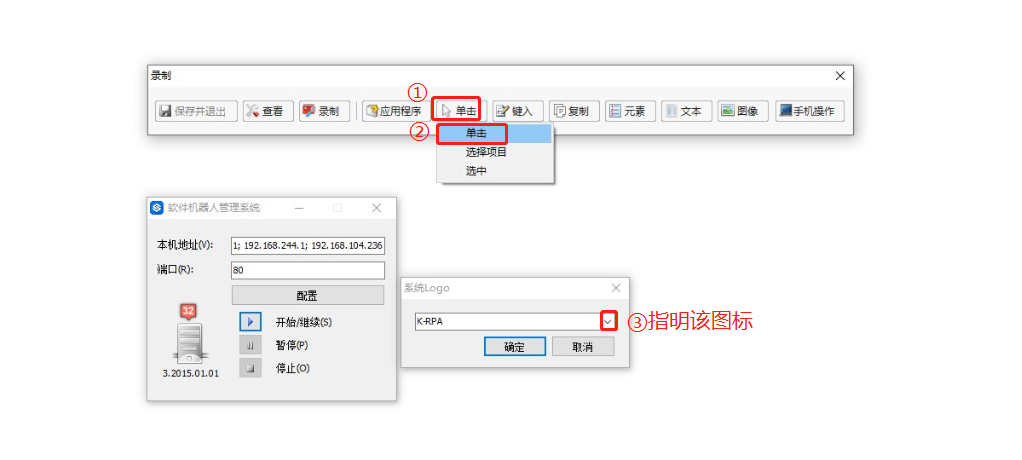 录制
①
保存并退出 查看 录制 应用程序 单击 键入 复制 元素 文本 图像 手机操作
②
单击
选择项目
选中
软件机器人管理系统
本机地址(V): 1; 192.168.244.1; 192.168.104.236
端口(R): 80
配置
32
开始/继续(S)
暂停(P)
停止(O)
3.2015.01.01
系统Logo
K-RPA
③指明该图标
确定 取消